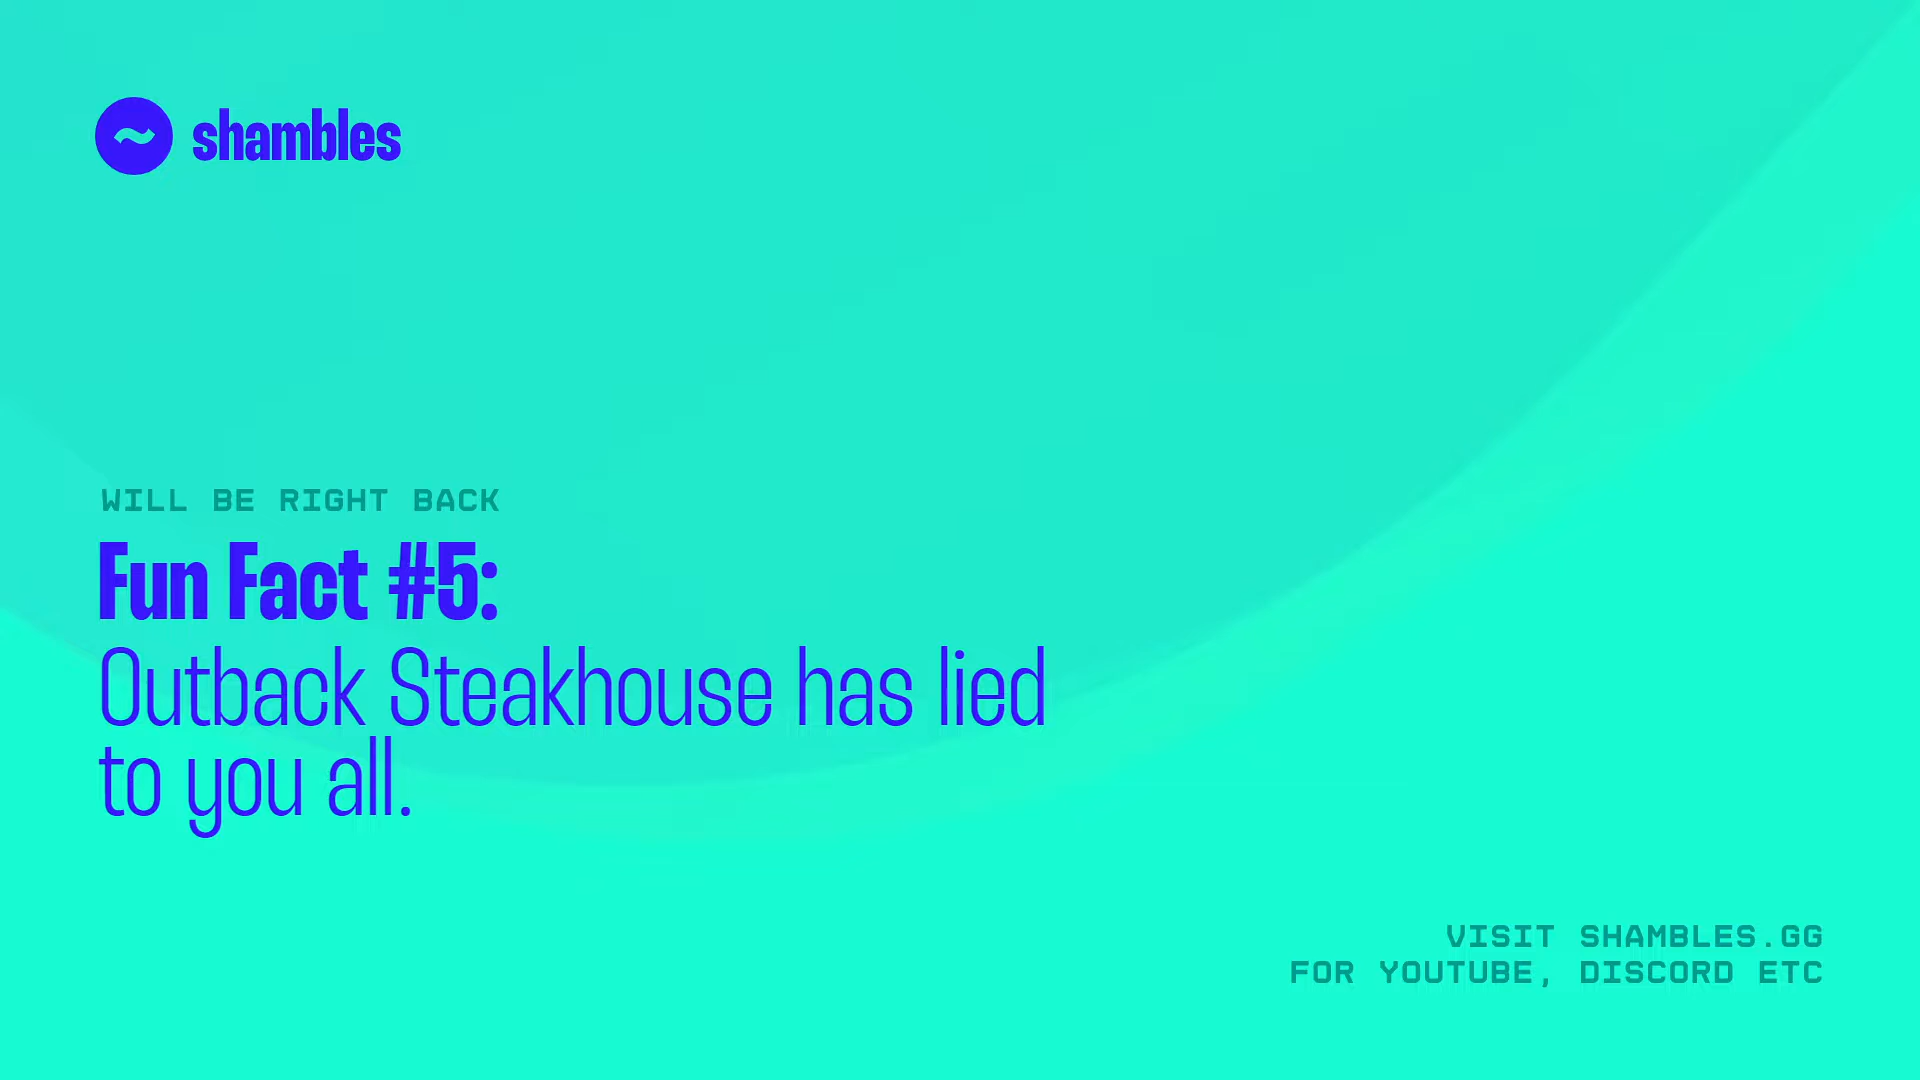 shambles
WILL BE RIGHT BACK
Fun Fact #5:
Outback Steakhouse has lied
to you all.
VISIT SHAMBLES.GG
FOR YOUTUBE, DISCORD ETC